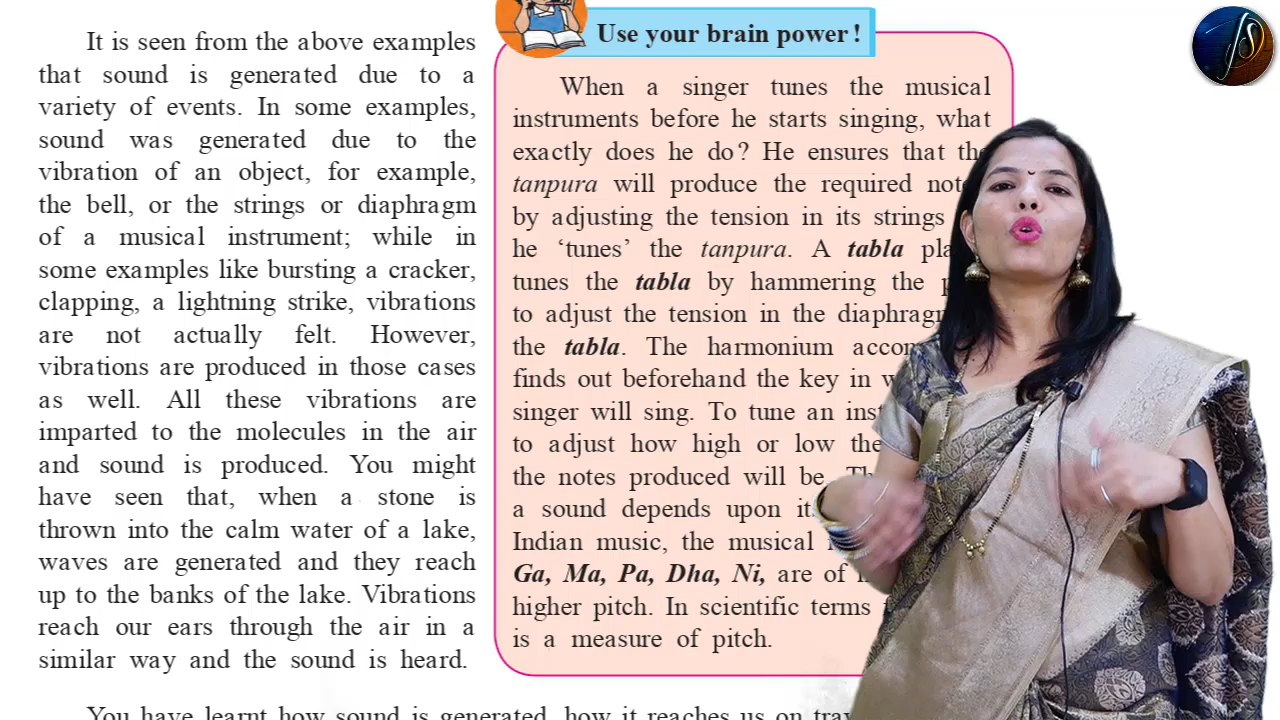 It is seen from the above examples
that sound is generated due to a
variety of events. In some examples,
sound was generated due to the
vibration of an object, for example,
the bell, or the strings or diaphragm
of a musical instrument; while in
some examples like bursting a cracker,
clapping, a lightning strike, vibrations
are not actually felt. However,
vibrations are produced in those cases
as well. All these vibrations are
imparted to the molecules in the air
and sound is produced. You might
have seen that, when a stone is
thrown into the calm water of a lake,
waves are generated and they reach
up to the banks of the lake. Vibrations
reach our ears through the air in a
similar way and the sound is heard.
Use your brain power!
When a singer tunes the musical
instruments before he starts singing, what
exactly does he do? He ensures that the
tanpura will produce the required
by adjusting the tension in its strings
he ‘tunes’ the tanpura. A tabla
tunes the tabla by hammering the
to adjust the tension in the
the tabla. The harmonium
finds out beforehand the key in
singer will sing. To tune an
to adjust how high or low the
the notes produced will be.
a sound depends upon
Indian music, the musical
Ga, Ma, Pa, Dha, Ni, are of
higher pitch. In scientific terms
is a measure of pitch.
You have learnt how sound is generated, how it reaches us on